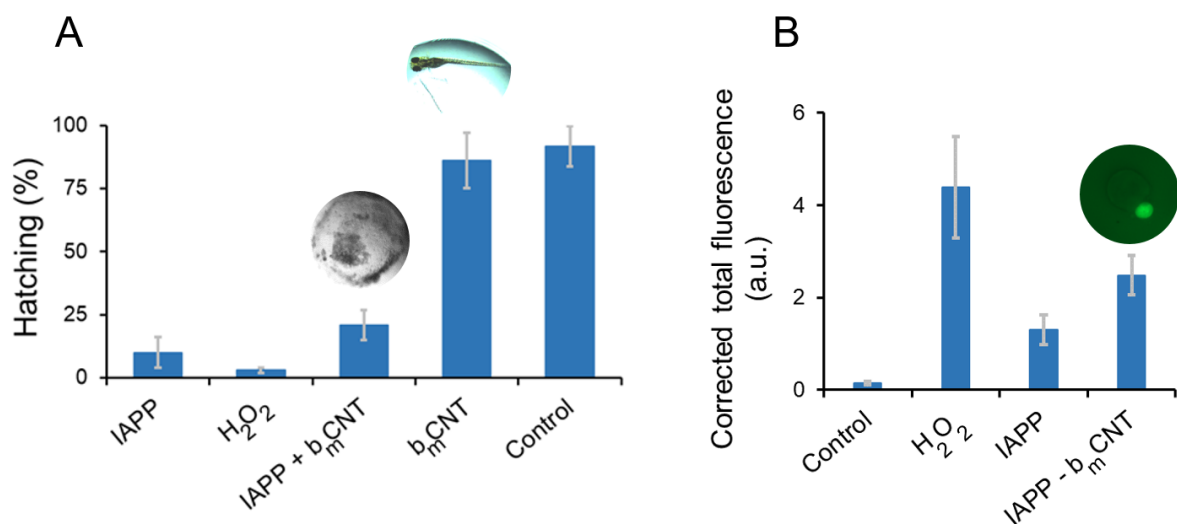 A
Hatching (%)
100
75
50
25
0
IAPP
H₂O₂
IAPP + bₘCNT
bₘCNT
Control
B
Corrected total fluorescence
(a.u.)
6
4
2
0
Control
H₂O₂
IAPP
IAPP - bₘCNT